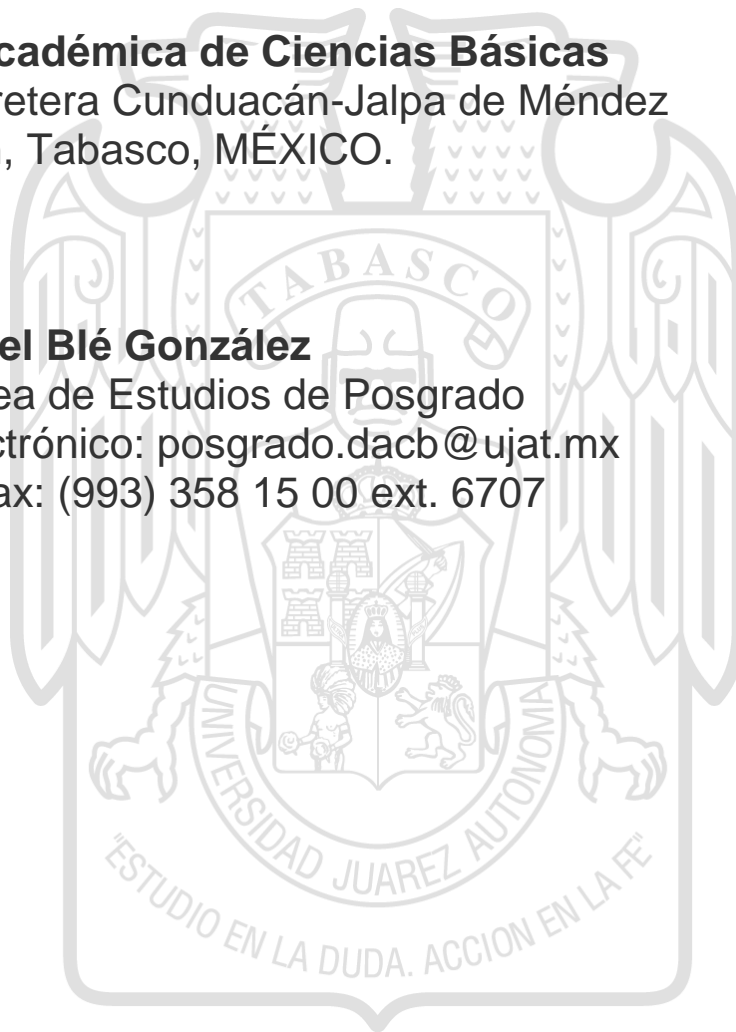 cadémica de Ciencias Básicas
retera Cunduacán-Jalpa de Méndez
, Tabasco, MÉXICO.
TABASCO
el Blé González
ea de Estudios de Posgrado
ctrónico: posgrado.dacb@ujat.mx
ax: (993) 358 15 00 ext. 6707
UNIVERSIDAD JUAREZ AUTONOMA
"ESTUDIO EN LA DUDA. ACCION EN LA FE"